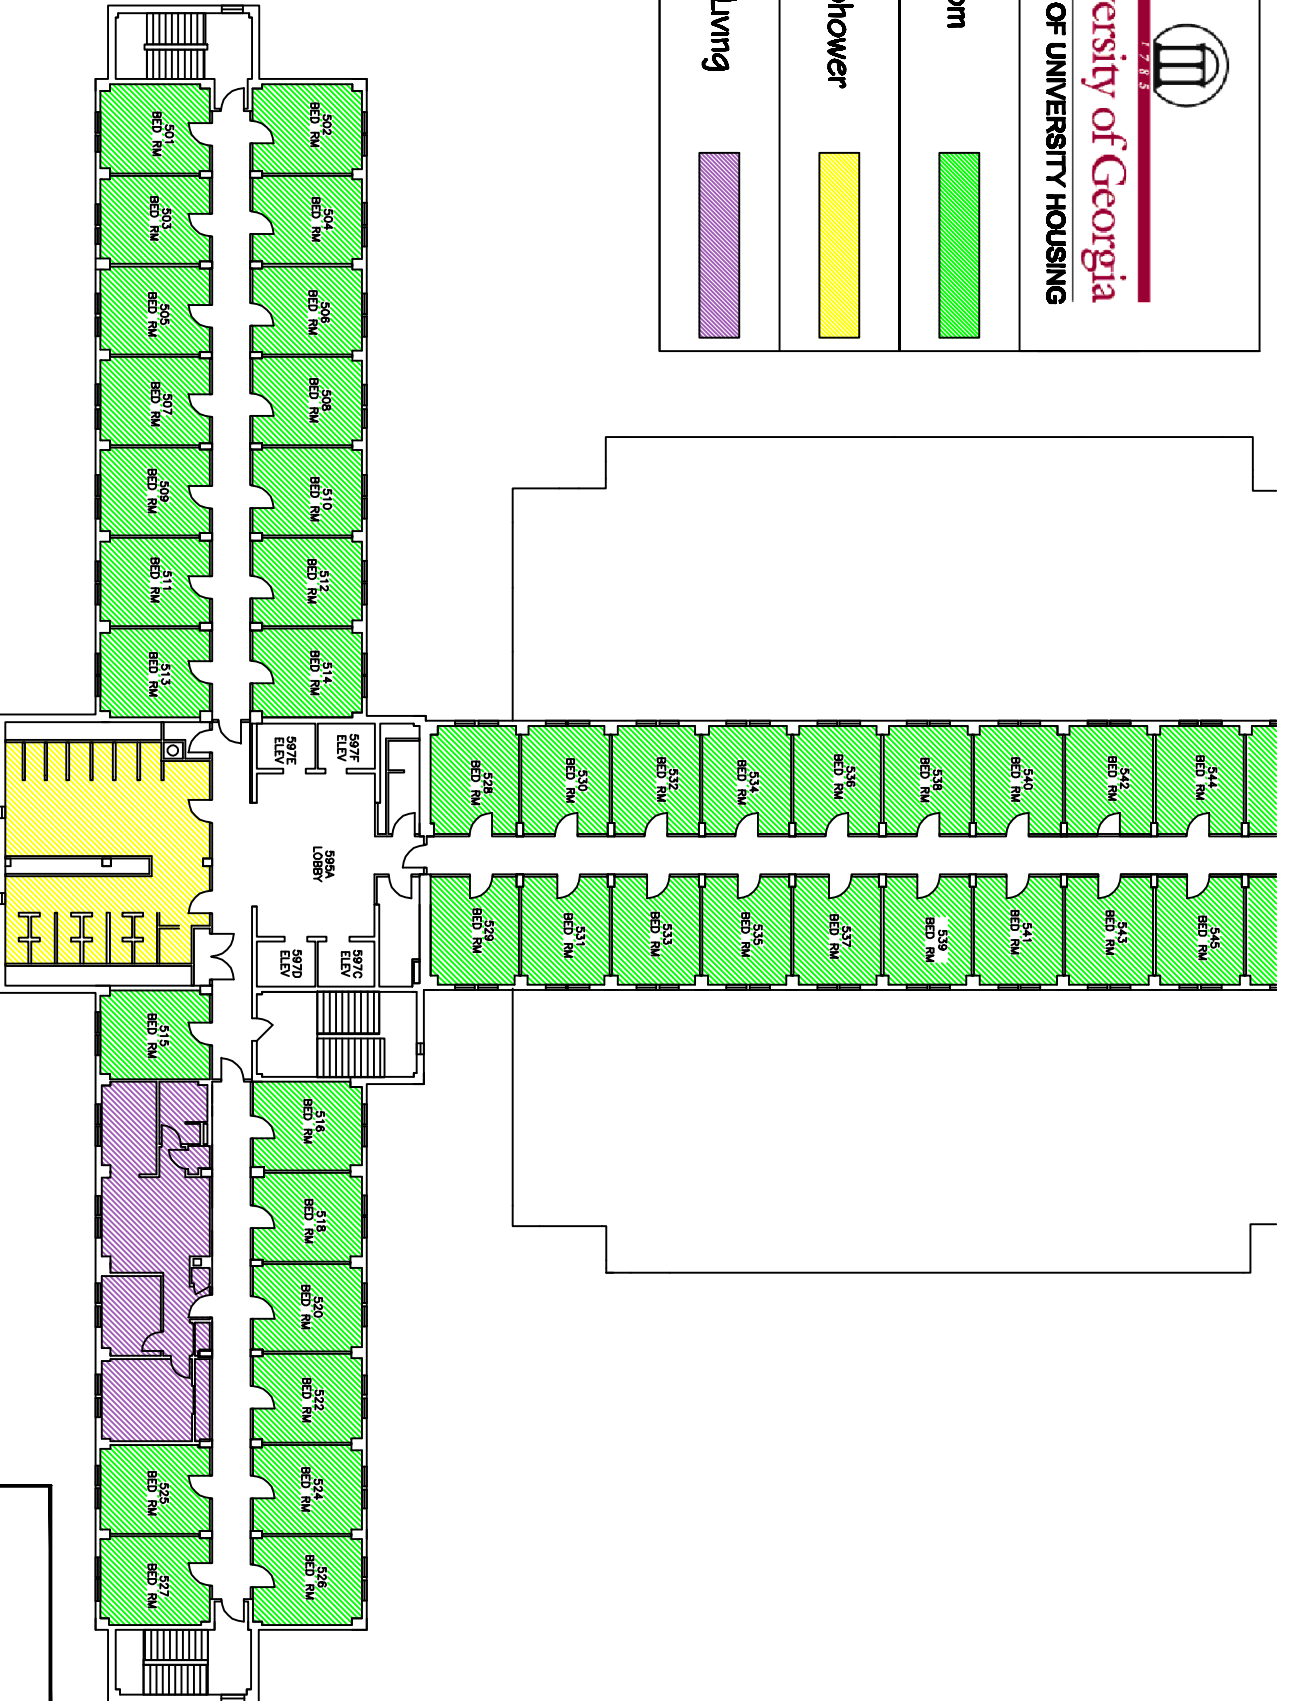 1785
ersity of Georgia
OF UNIVERSITY HOUSING
om
hower
Living
501
BED RM
502
BED RM
503
BED RM
504
BED RM
505
BED RM
506
BED RM
507
BED RM
508
BED RM
509
BED RM
510
BED RM
511
BED RM
512
BED RM
513
BED RM
514
BED RM
597E
ELEV
597F
ELEV
595A
LOBBY
597D
ELEV
597C
ELEV
528
BED RM
530
BED RM
532
BED RM
534
BED RM
536
BED RM
538
BED RM
540
BED RM
542
BED RM
544
BED RM
529
BED RM
531
BED RM
533
BED RM
535
BED RM
537
BED RM
539
BED RM
541
BED RM
543
BED RM
545
BED RM
515
BED RM
516
BED RM
518
BED RM
520
BED RM
522
BED RM
524
BED RM
525
BED RM
526
BED RM
527
BED RM